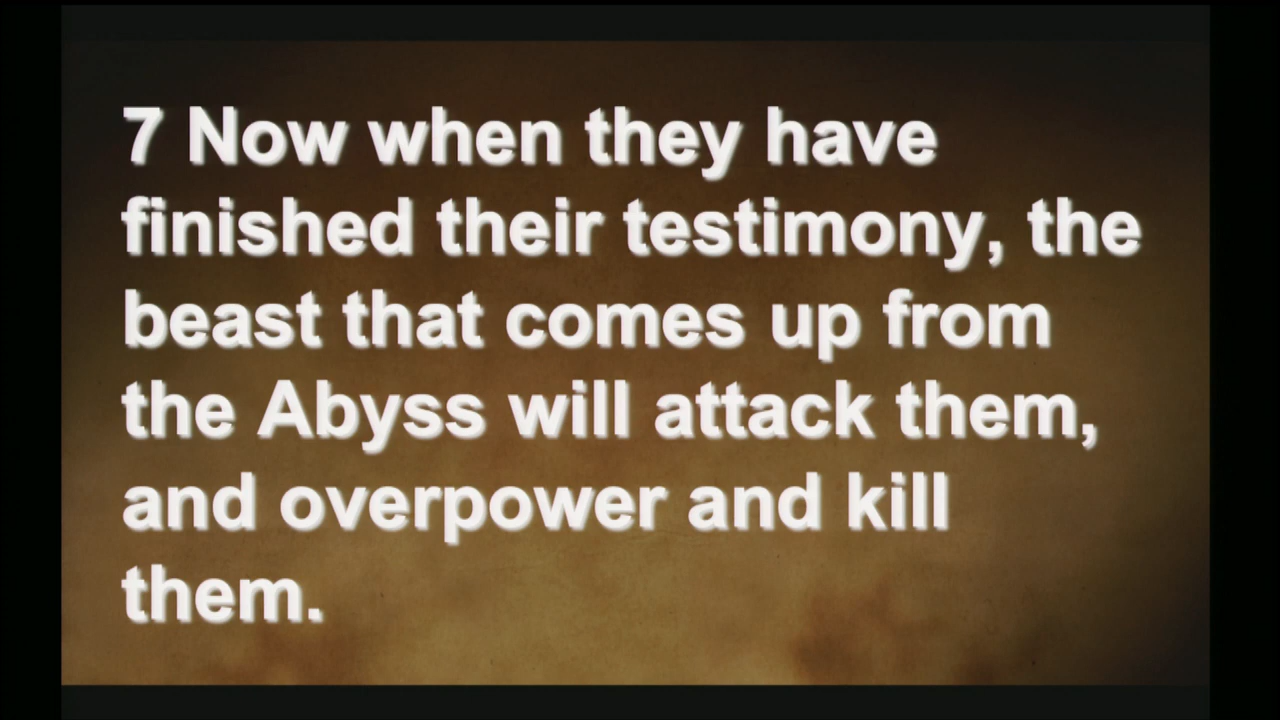 7 Now when they have
finished their testimony, the
beast that comes up from
the Abyss will attack them,
and overpower and kill
them.